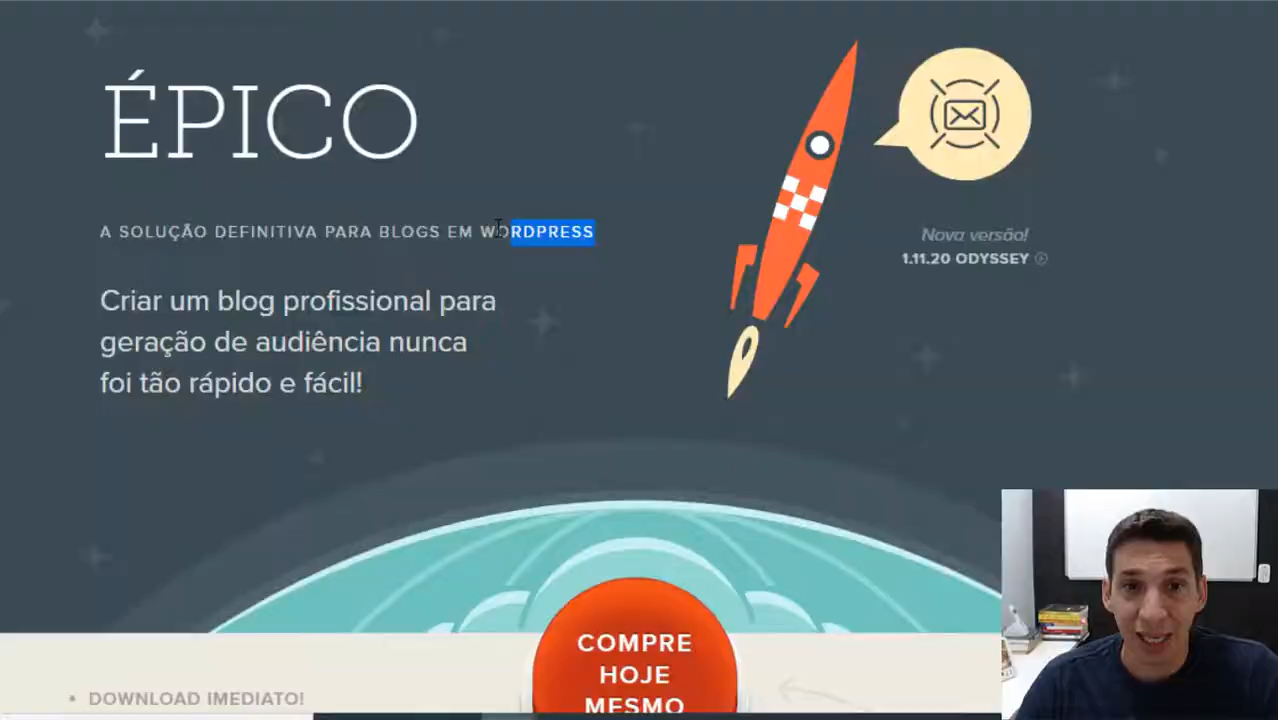 ÉPICO
A SOLUÇÃO DEFINITIVA PARA BLOGS EM WORDPRESS
Criar um blog profissional para
geração de audiência nunca
foi tão rápido e fácil!
Nova versão!
1.11.20 ODYSSEY
COMPRE
HOJE
MESMO
• DOWNLOAD IMEDIATO!